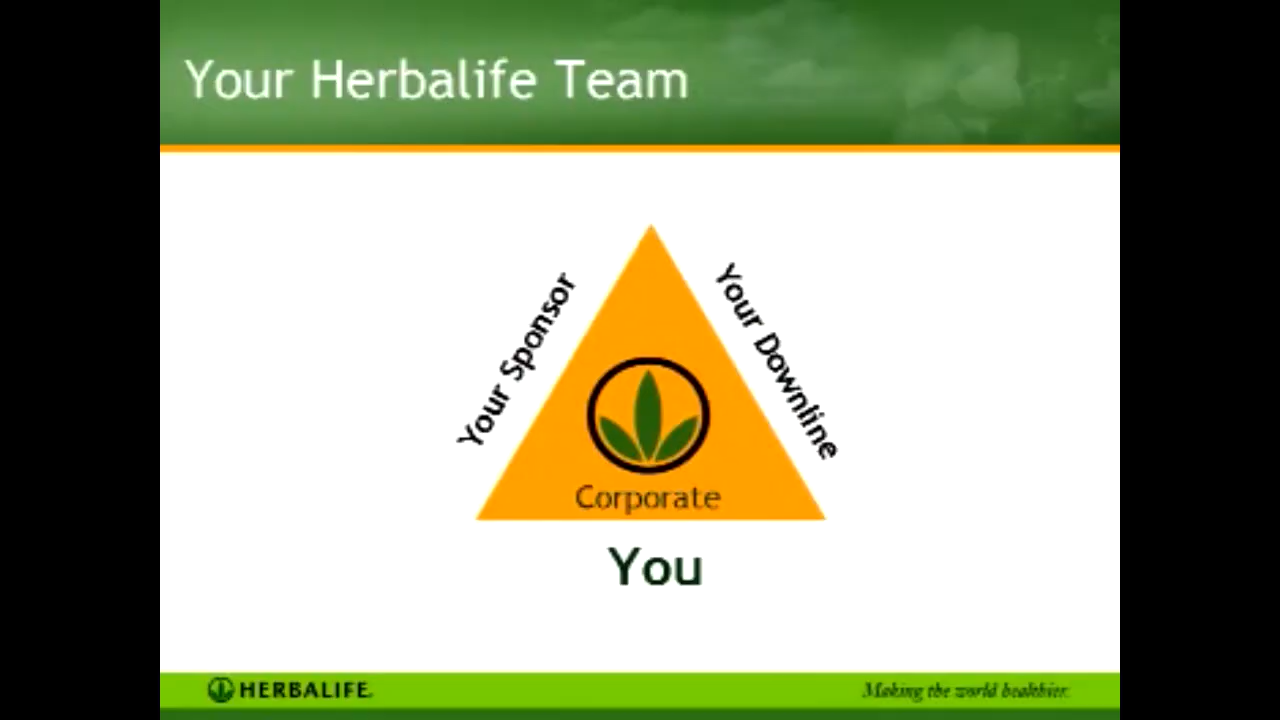 Your Herbalife Team
Your Sponsor
Your Downline
Corporate
You
HERBALIFE.
Making the world healthier.